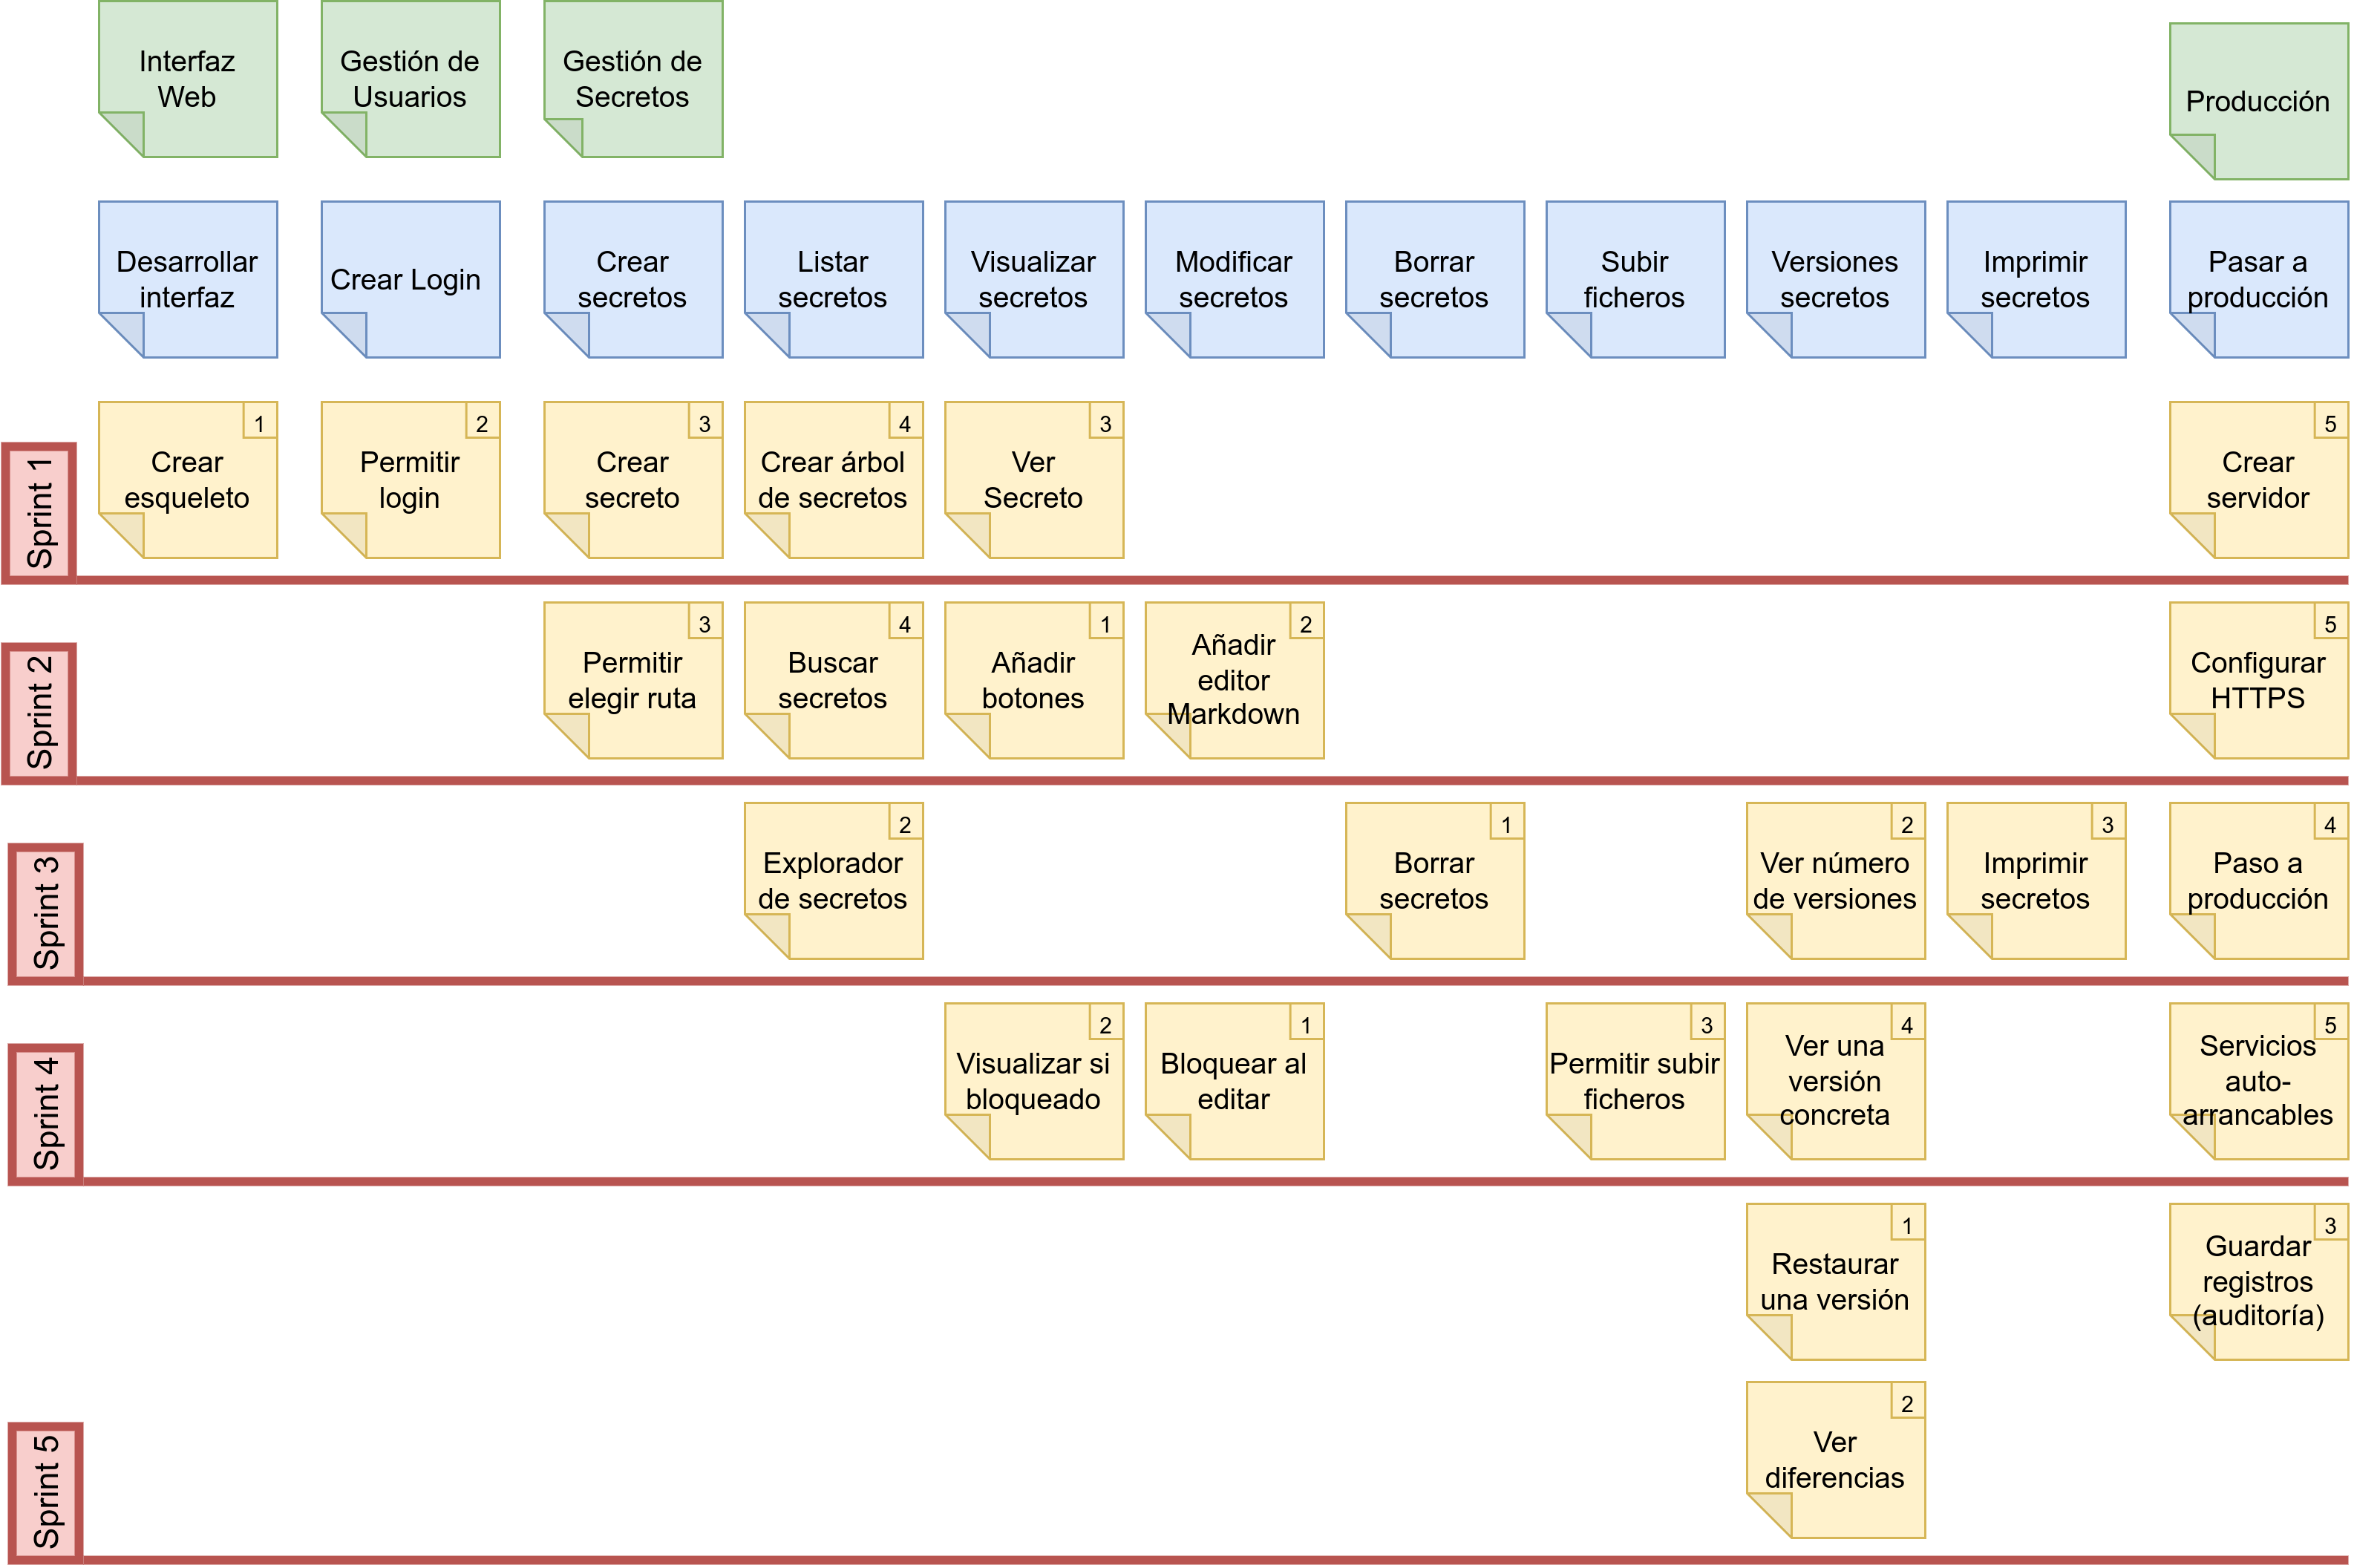 Interfaz
Web
Gestión de
Usuarios
Gestión de
Secretos
Producción
Desarrollar
interfaz
Crear Login
Crear
secretos
Listar
secretos
Visualizar
secretos
Modificar
secretos
Borrar
secretos
Subir
ficheros
Versiones
secretos
Imprimir
secretos
Pasar a
producción
Sprint 1
1
Crear
esqueleto
2
Permitir
login
3
Crear
secreto
4
Crear árbol
de secretos
3
Ver
Secreto
5
Crear
servidor
Sprint 2
3
Permitir
elegir ruta
4
Buscar
secretos
1
Añadir
botones
2
Añadir
editor
Markdown
5
Configurar
HTTPS
Sprint 3
2
Explorador
de secretos
1
Borrar
secretos
2
Ver número
de versiones
3
Imprimir
secretos
4
Paso a
producción
Sprint 4
2
Visualizar si
bloqueado
1
Bloquear al
editar
3
Permitir subir
ficheros
4
Ver una
versión
concreta
5
Servicios
auto-
arrancables
Sprint 5
1
Restaurar
una versión
3
Guardar
registros
(auditoría)
2
Ver
diferencias